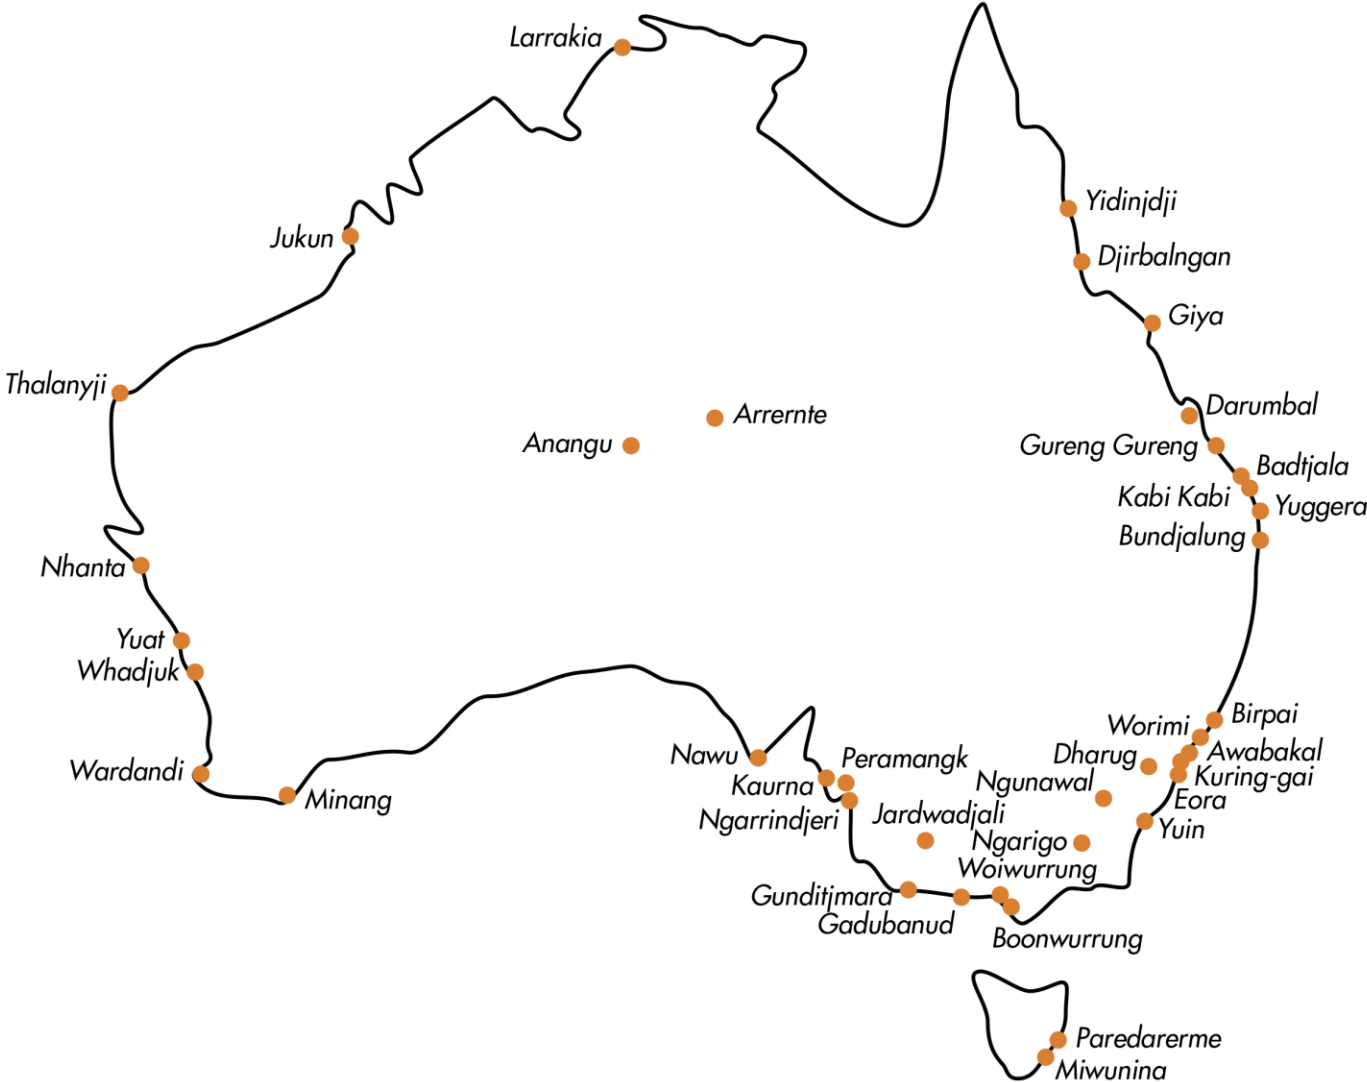 Larrakia
Yidinjdji
Jukun
Djirbalngan
Giya
Thalanyji
Darumbal
Arrernte
Anangu
Gureng Gureng
Badtjala
Kabi Kabi
Yuggera
Bundjalung
Nhanta
Yuat
Whadjuk
Birpai
Worimi
Awabakal
Dharug
Nawu
Peramangk
Wardandi
Kuring-gai
Kaurna
Ngunawal
Minang
Eora
Jardwadjali
Ngarrindjeri
Yuin
Ngarigo
Woiwurrung
Gunditjmara
Gadubanud
Boonwurrung
Paredarerme
Miwunina